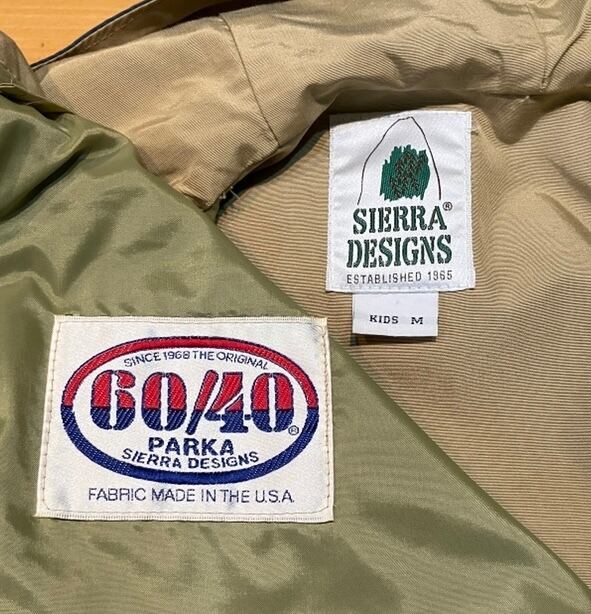 SIERRA®
DESIGNS
ESTABLISHED 1965
KIDS M
SINCE 1968 THE ORIGINAL
60/40®
PARKA
SIERRA DESIGNS
FABRIC MADE IN THE U.S.A.